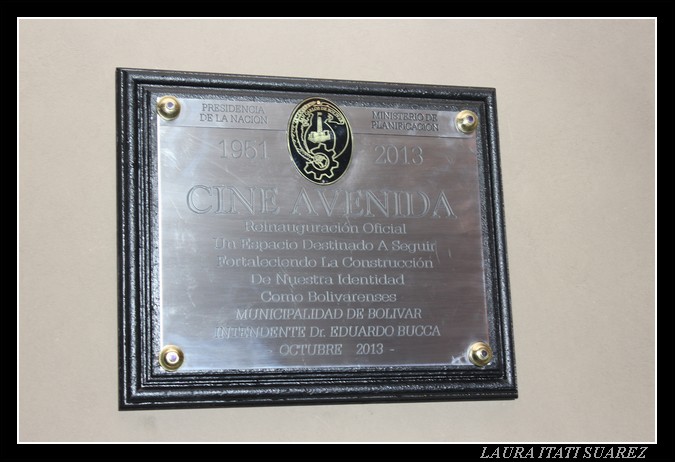 PRESIDENCIA
DE LA NACIÓN
MINISTERIO DE
PLANIFICACIÓN
1951
2013
CINE AVENIDA
Reinauguración Oficial
Un Espacio Destinado A Seguir
Fortaleciendo La Construcción
De Nuestra Identidad
Como Bolivarenses
MUNICIPALIDAD DE BOLIVAR
INTENDENTE Dr. EDUARDO BUCCA
- OCTUBRE 2013 -
LAURA ITATI SUAREZ